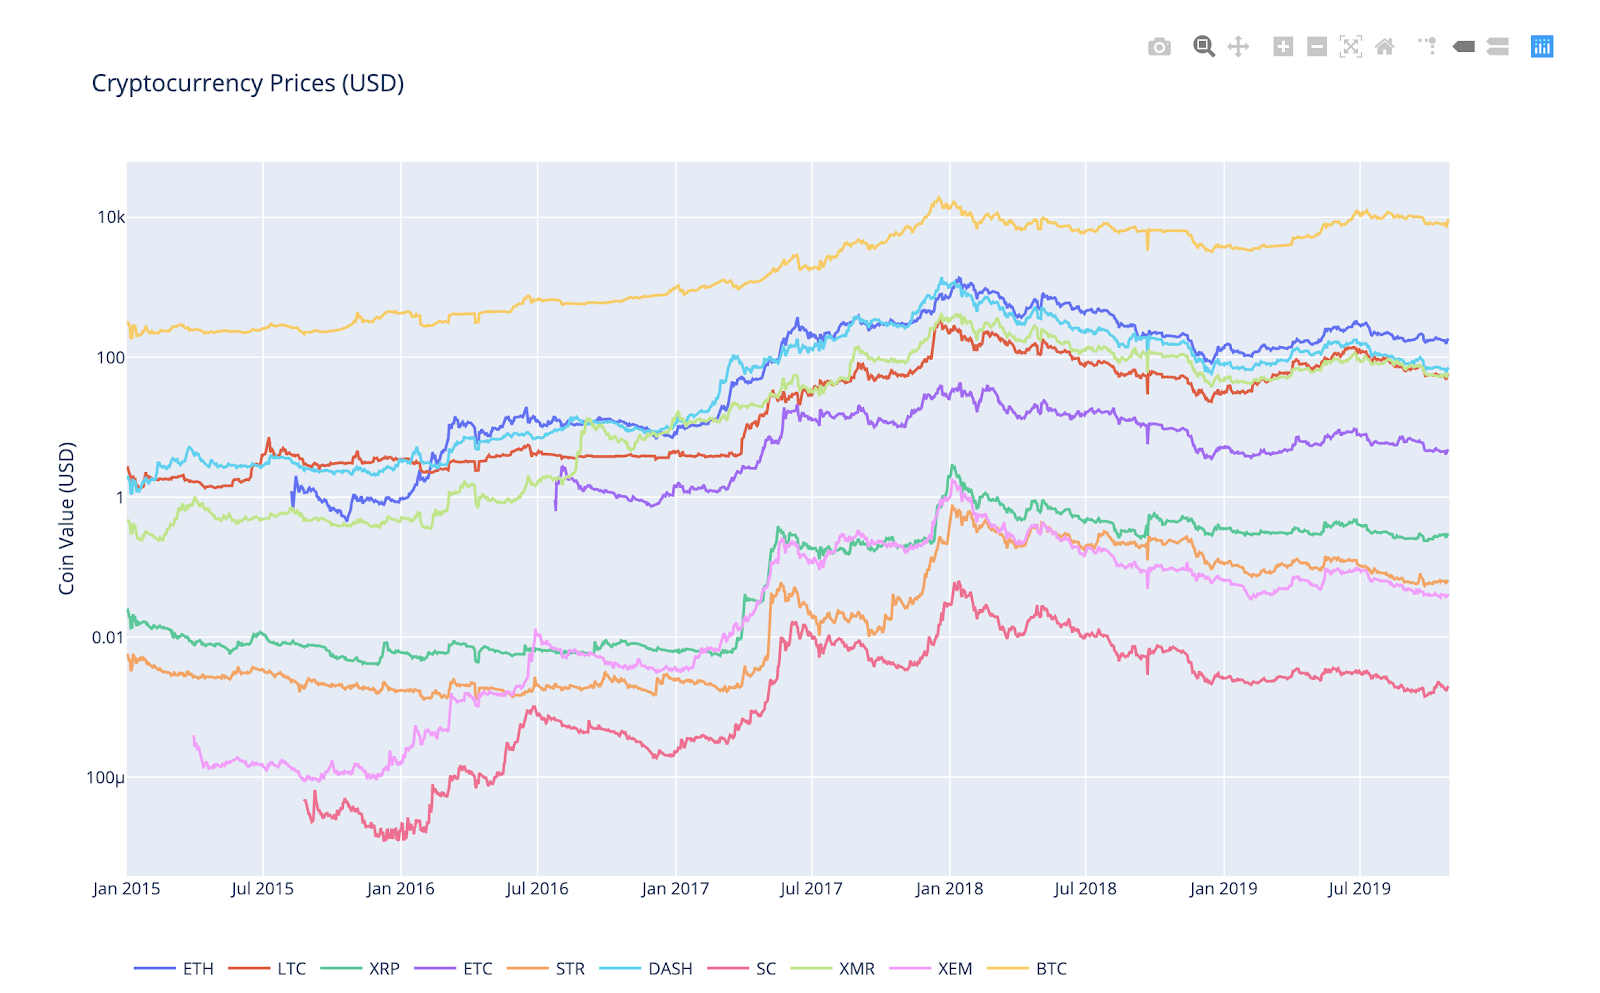 Cryptocurrency Prices (USD)
Coin Value (USD)
10k
100
1
0.01
100μ
Jan 2015 Jul 2015 Jan 2016 Jul 2016 Jan 2017 Jul 2017 Jan 2018 Jul 2018 Jan 2019 Jul 2019
ETH LTC XRP ETC STR DASH SC XMR XEM BTC